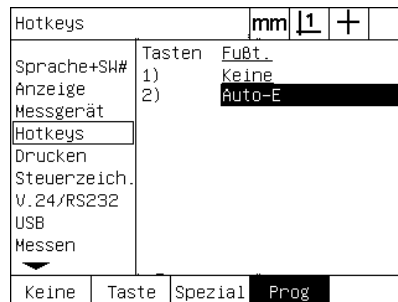 Hotkeys mm 1
Sprache+SW#
Anzeige
Messgerät
Hotkeys
Drucken
Steuerzeich.
V.24/RS232
USB
Messen
Tasten Fußt.
1) Keine
2) Auto-E
Keine Taste Spezial Prog